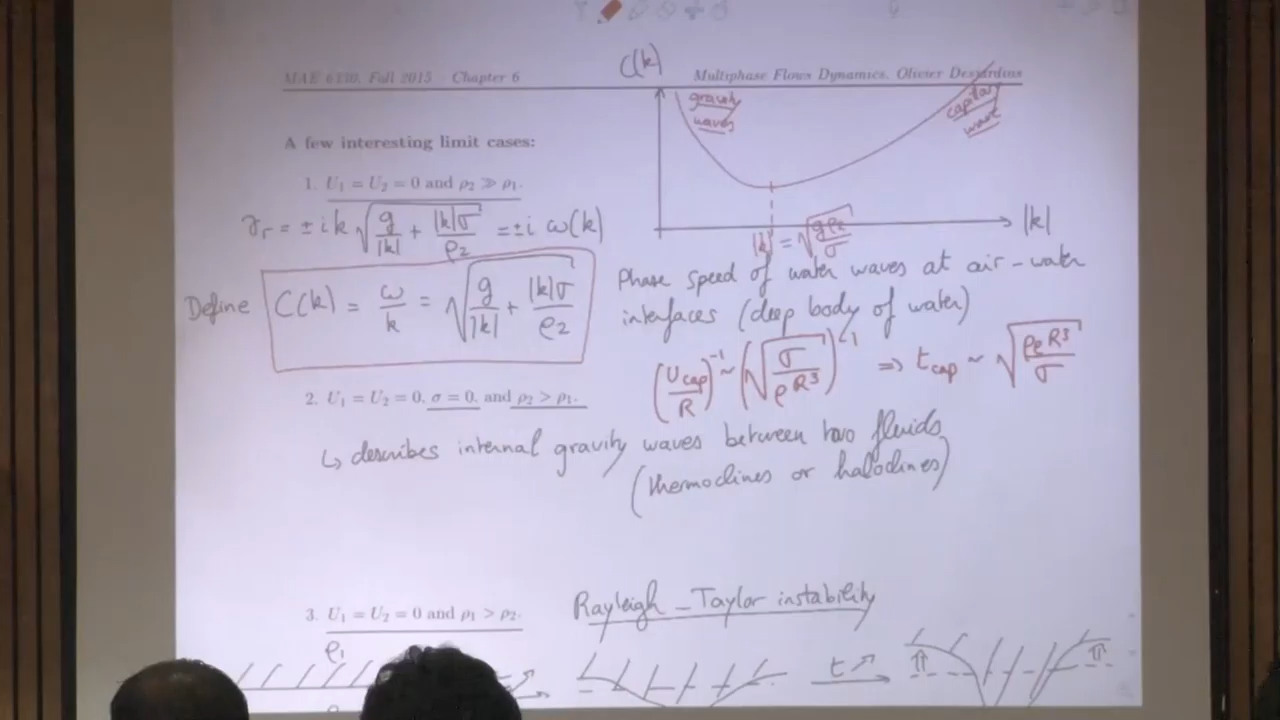 MAE 6230, Fall 2015 - Chapter 6
Multiphase Flows Dynamics, Olivier Desjardins
C(k)
gravity waves
capillary wave
|k|
|k| = √(gρ₂/σ)
A few interesting limit cases:
1. U₁ = U₂ = 0 and ρ₂ ≫ ρ₁.
γᵣ = ± i k √(g/|k| + |k|σ/ρ₂) = ± i ω(k)
Define C(k) = ω/k = √(g/|k| + |k|σ/ρ₂)
Phase speed of water waves at air-water
interfaces (deep body of water)
(U cap/R)⁻¹ ~ (√(σ/ρR³))⁻¹ ⇒ t cap ~ √(ρₑR³/σ)
2. U₁ = U₂ = 0, σ = 0, and ρ₂ > ρ₁.
↳ describes internal gravity waves between two fluids
(thermoclines or haloclines)
3. U₁ = U₂ = 0 and ρ₁ > ρ₂.
Rayleigh-Taylor instability
ρ₁
t